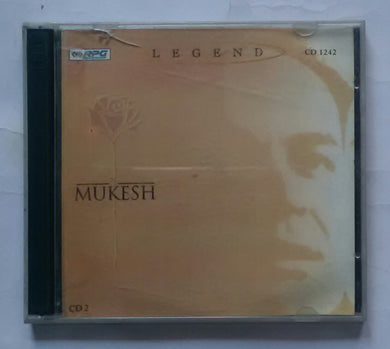 RPG
LEGEND
CD 1242
MUKESH
CD 2